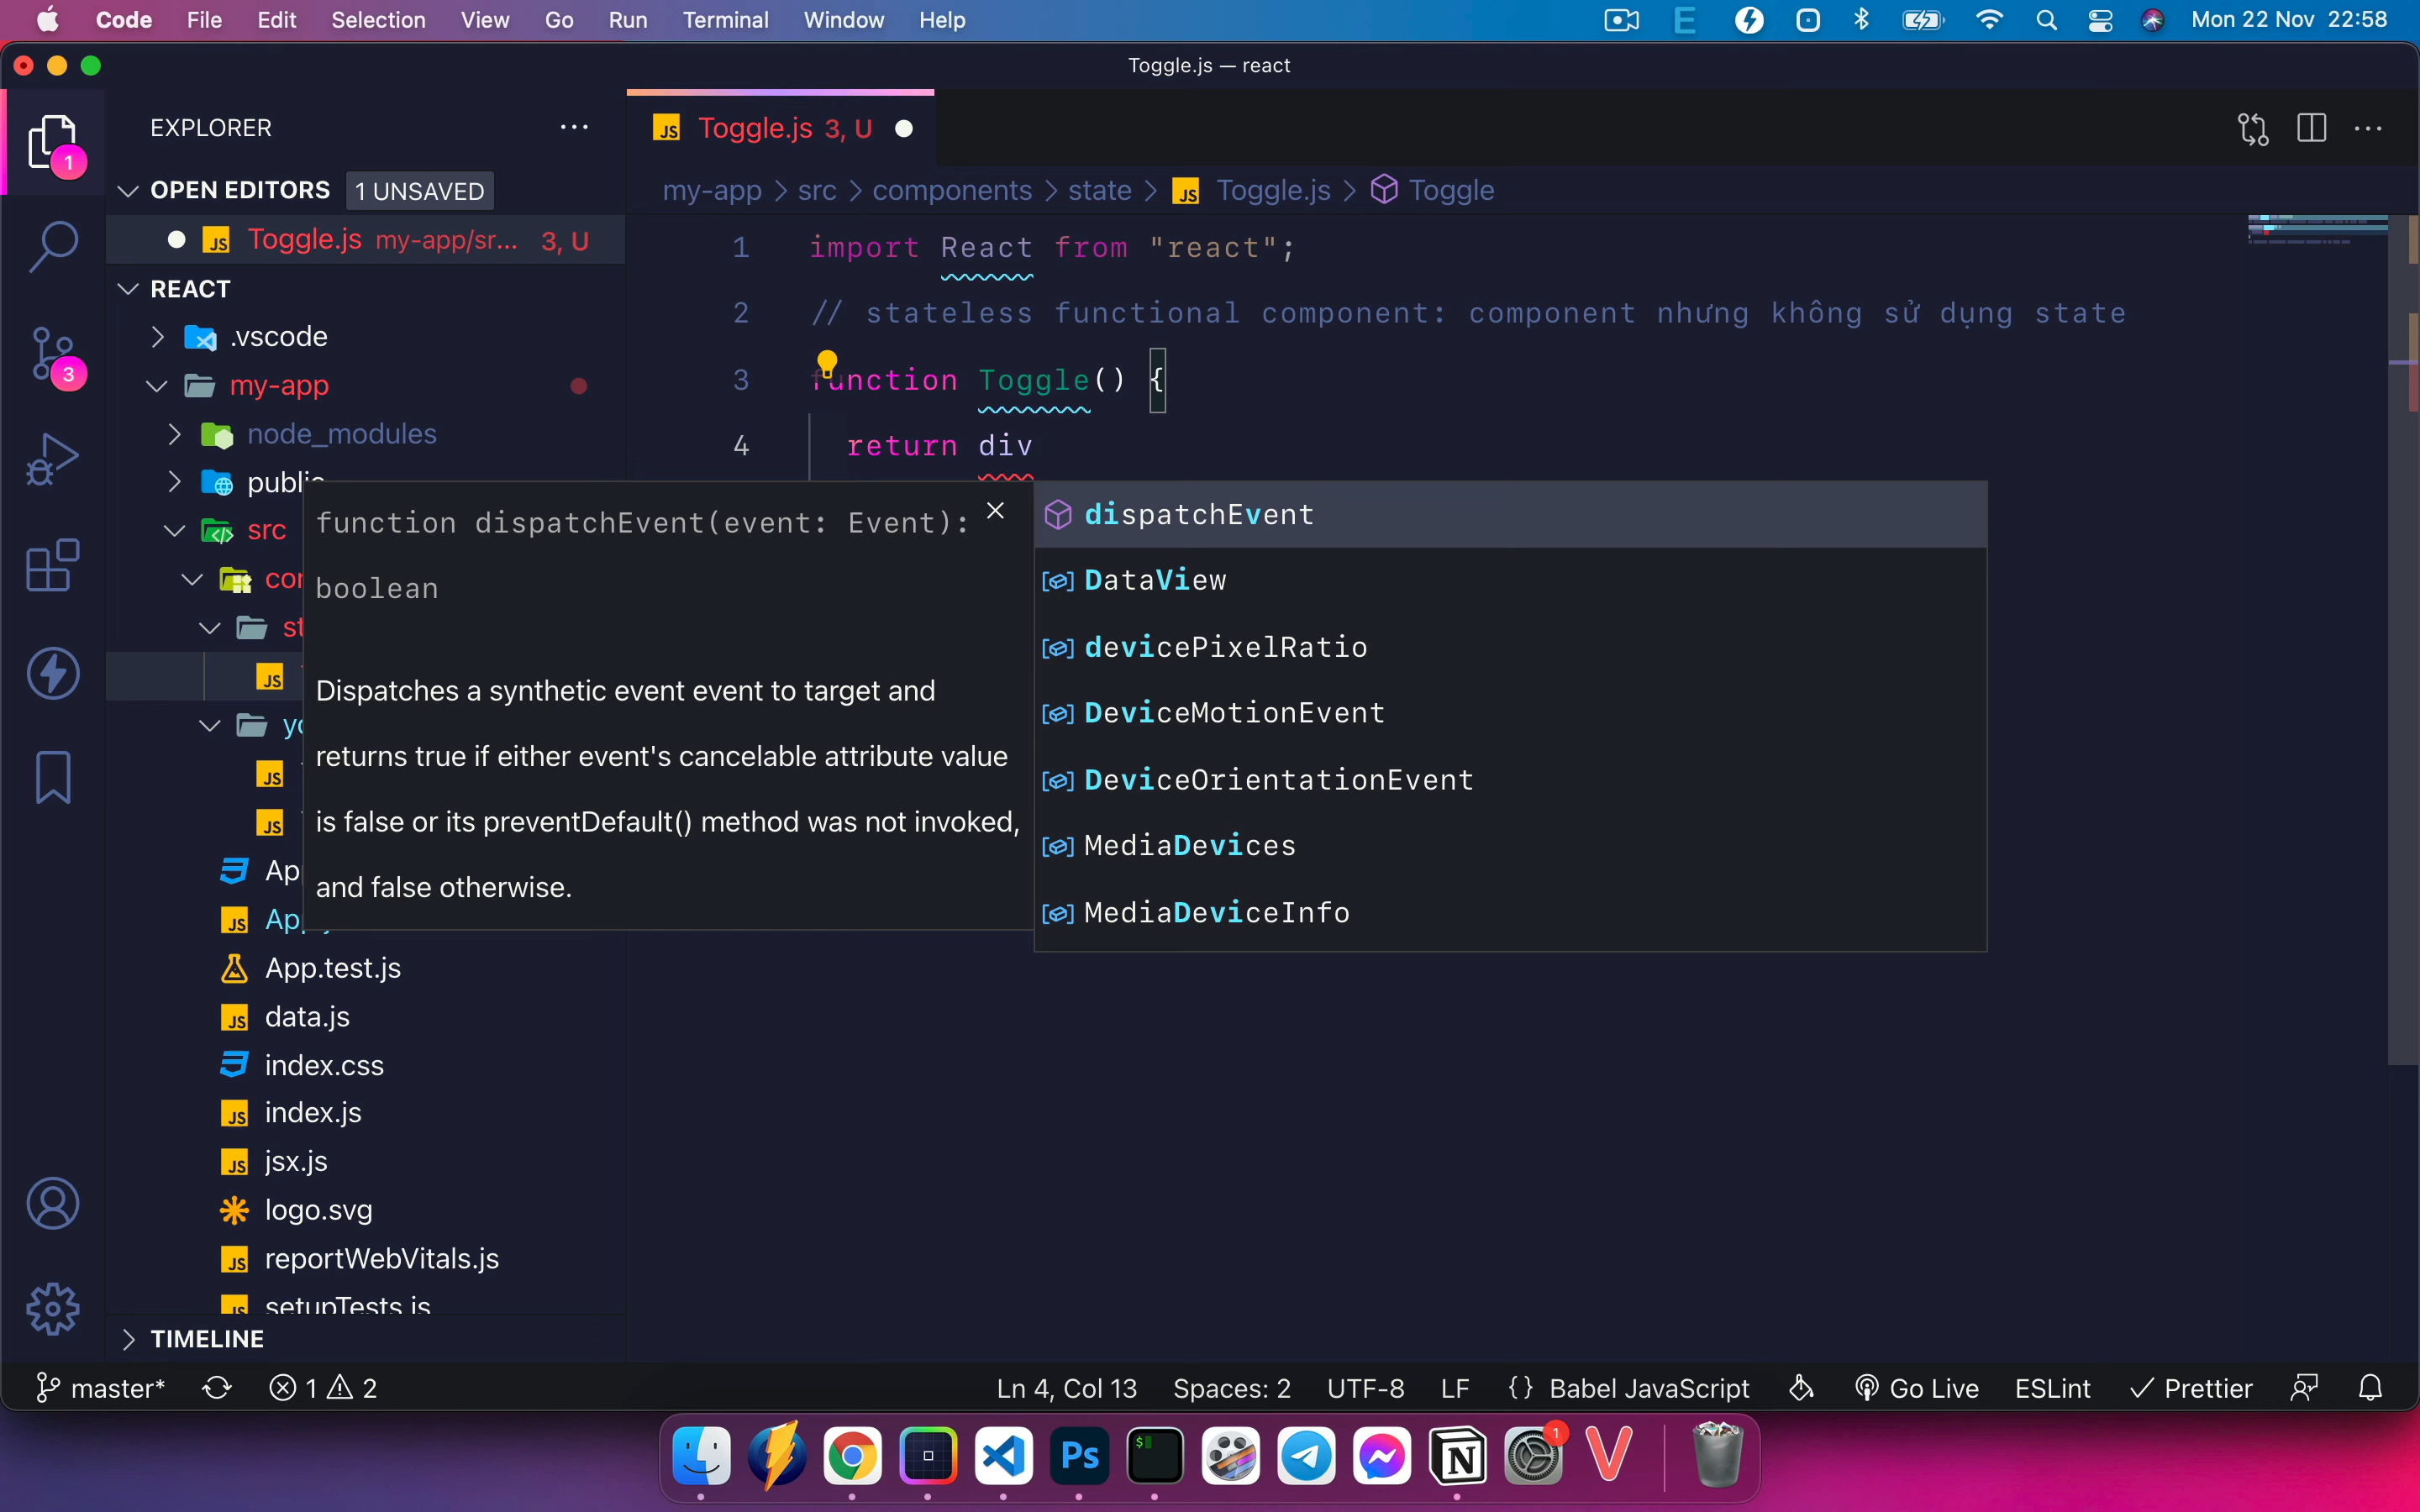 Code File Edit Selection View Go Run Terminal Window Help
Mon 22 Nov 22:58
Toggle.js — react
EXPLORER
OPEN EDITORS 1 UNSAVED
Toggle.js my-app/sr... 3, U
REACT
.vscode
my-app
node_modules
public
src
App.test.js
data.js
index.css
index.js
jsx.js
logo.svg
reportWebVitals.js
setupTests.js
TIMELINE
1
3
Toggle.js 3, U
my-app > src > components > state > Toggle.js > Toggle
1 import React from "react";
2 // stateless functional component: component nhưng không sử dụng state
3 function Toggle() {
4 return div
function dispatchEvent(event: Event):
boolean
Dispatches a synthetic event event to target and
returns true if either event's cancelable attribute value
is false or its preventDefault() method was not invoked,
and false otherwise.
dispatchEvent
DataView
devicePixelRatio
DeviceMotionEvent
DeviceOrientationEvent
MediaDevices
MediaDeviceInfo
master* 1 2
Ln 4, Col 13 Spaces: 2 UTF-8 LF {} Babel JavaScript Go Live ESLint Prettier
Ps
1